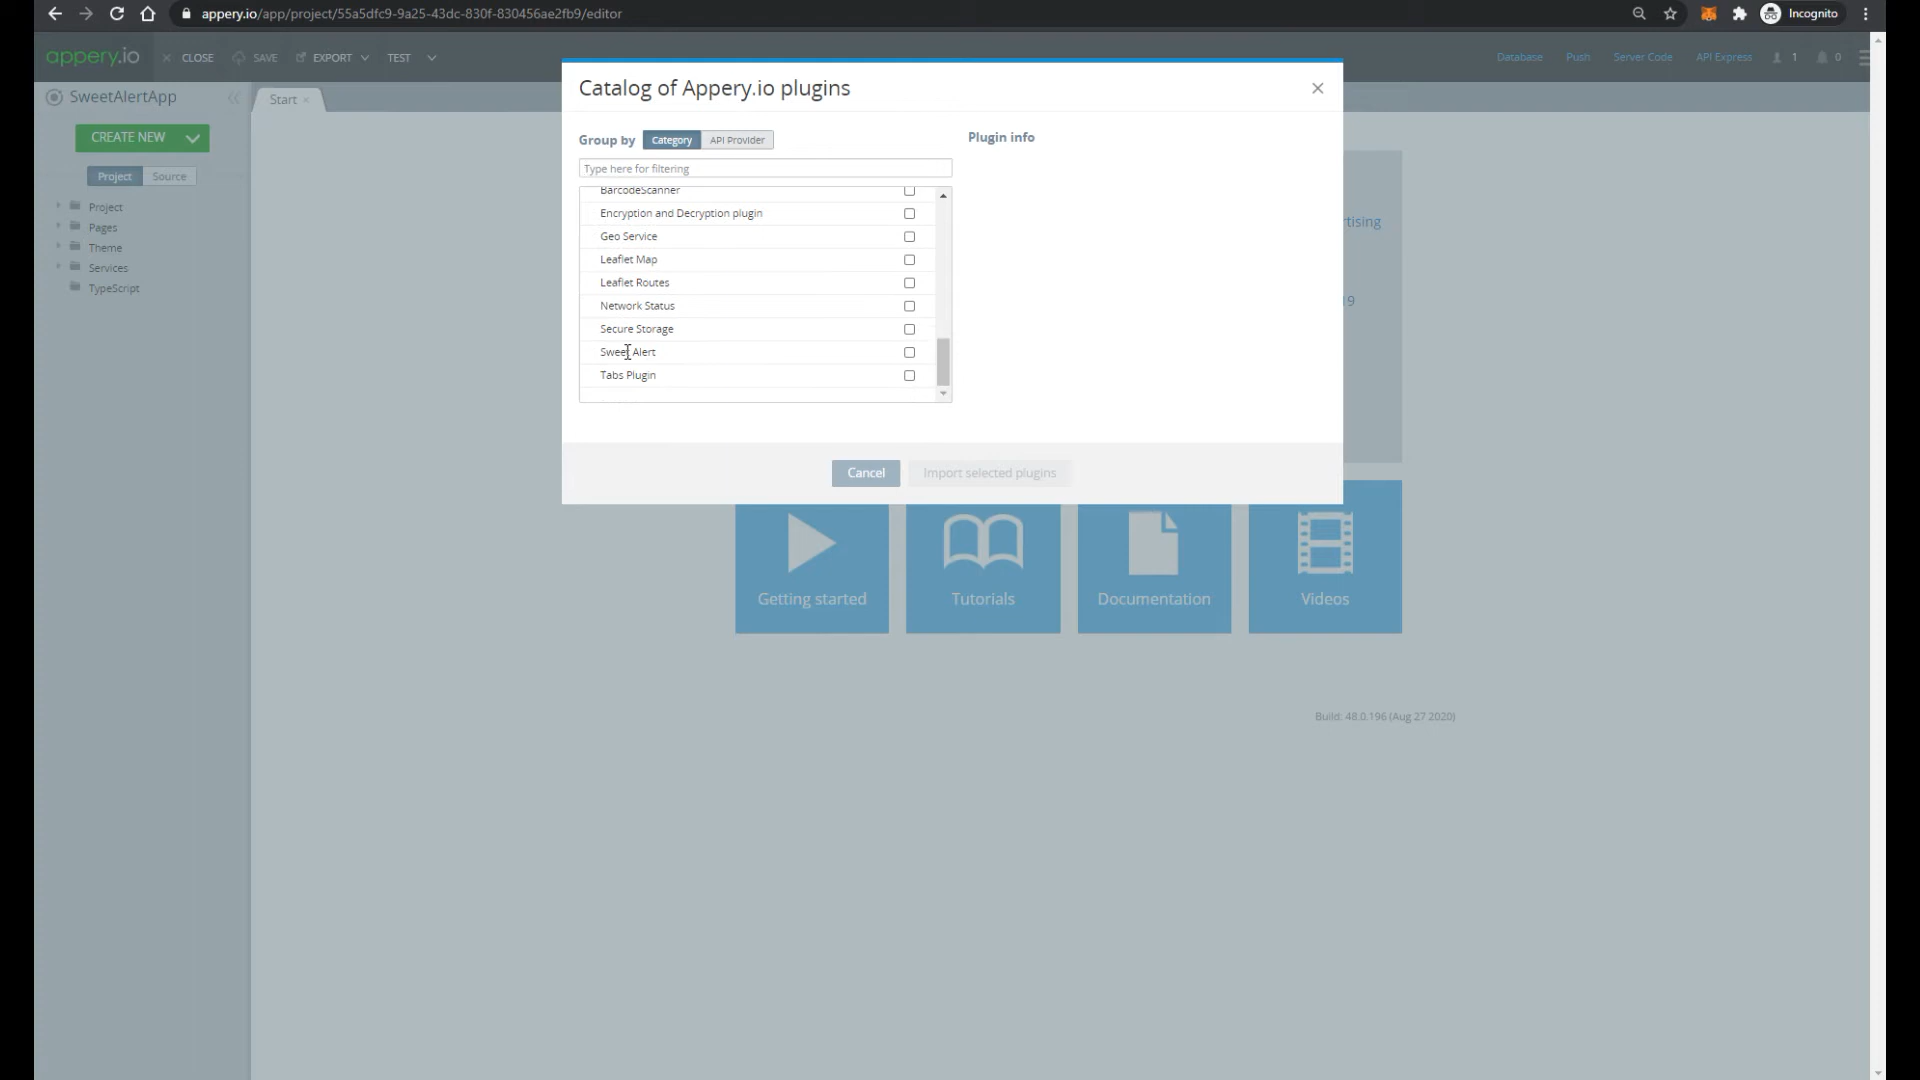 appery.io/app/project/55a5dfc9-9a25-43dc-830f-830456ae2fb9/editor
Incognito
appery.io
CLOSE
SAVE
EXPORT
TEST
Database
Push
Server Code
API Express
1
0
SweetAlertApp
Start
CREATE NEW
Project
Source
Project
Pages
Theme
Services
TypeScript
Catalog of Appery.io plugins
Group by
Category
API Provider
Type here for filtering
Plugin info
BarcodeScanner
Encryption and Decryption plugin
Geo Service
Leaflet Map
Leaflet Routes
Network Status
Secure Storage
Sweet Alert
Tabs Plugin
Cancel
Import selected plugins
rtising
19
Getting started
Tutorials
Documentation
Videos
Build: 48.0.196 (Aug 27 2020)